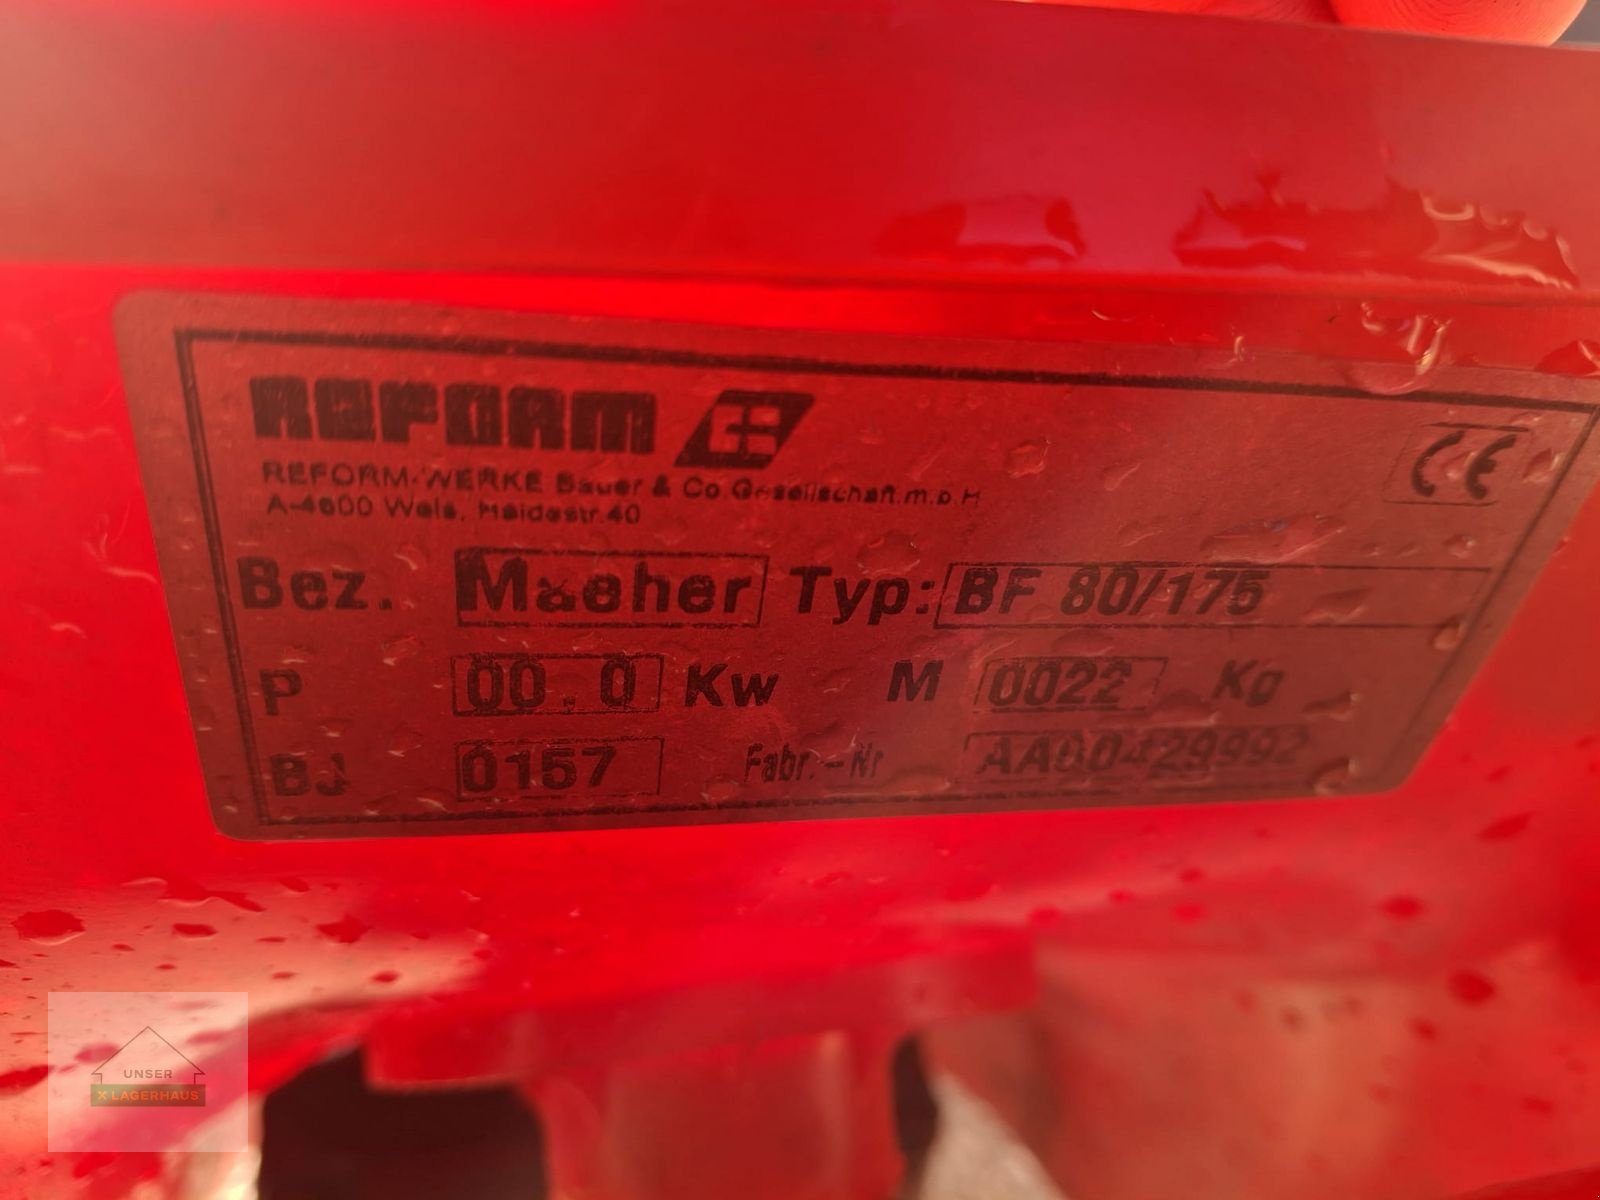 REFORM
REFORM-WERKE Bauer & Co.Gesellschaft.m.b.H
A-4600 Wels, Haidestr.40
CE
Bez. Maeher Typ: BF 80/175
P 00.0 Kw M 0022 Kg
BJ 0157 Fabr.-Nr AA00429992
UNSER
X LAGERHAUS